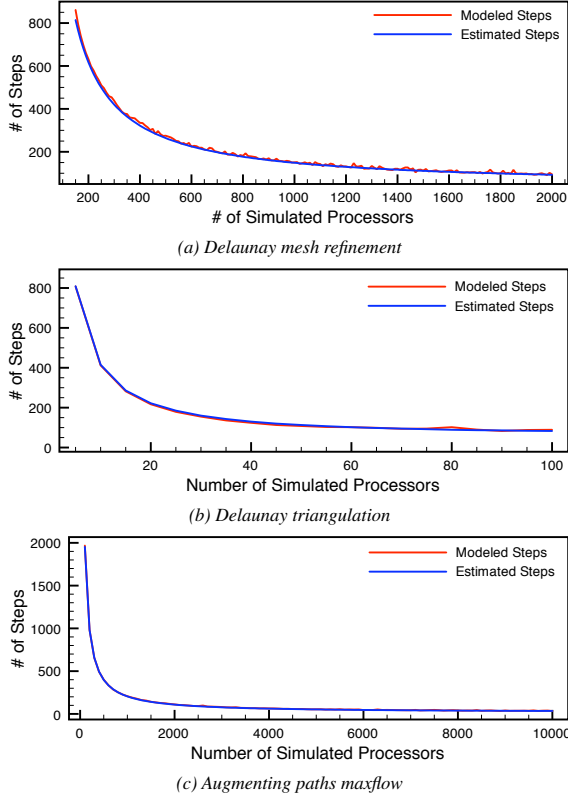 800
600
400
200
# of Steps
Modeled Steps
Estimated Steps
200 400 600 800 1000 1200 1400 1600 1800 2000
# of Simulated Processors
(a) Delaunay mesh refinement
800
600
400
200
0
# of Steps
Modeled Steps
Estimated Steps
20 40 60 80 100
Number of Simulated Processors
(b) Delaunay triangulation
2000
1500
1000
500
0
# of Steps
Modeled Steps
Estimated Steps
0 2000 4000 6000 8000 10000
Number of Simulated Processors
(c) Augmenting paths maxflow